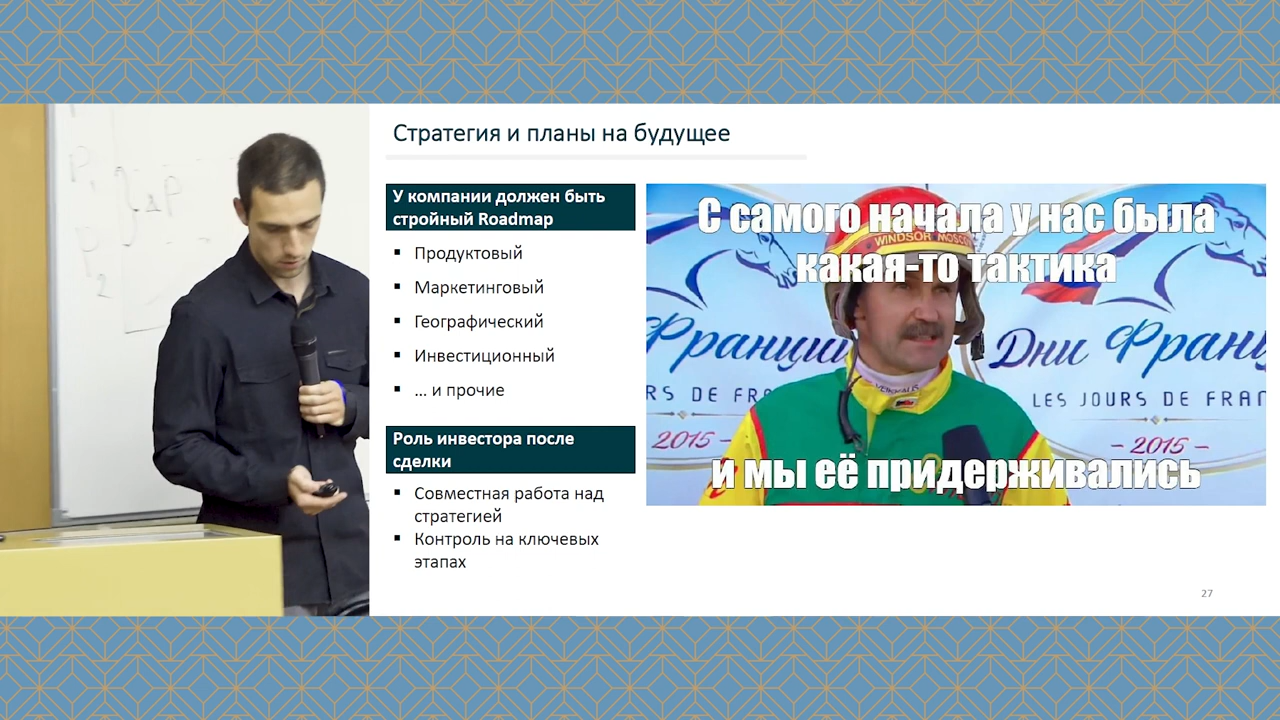 Стратегия и планы на будущее
У компании должен быть
стройный Roadmap
▪ Продуктовый
▪ Маркетинговый
▪ Географический
▪ Инвестиционный
▪ ... и прочие
Роль инвестора после
сделки
▪ Совместная работа над
стратегией
▪ Контроль на ключевых
этапах
С самого начала у нас была
какая-то тактика
и мы её придерживались
WINDSOR MOSCO
Франции
Дни Франц
RS DE FRA
LES JOURS DE FRAN
2015 –
– 2015 –
27